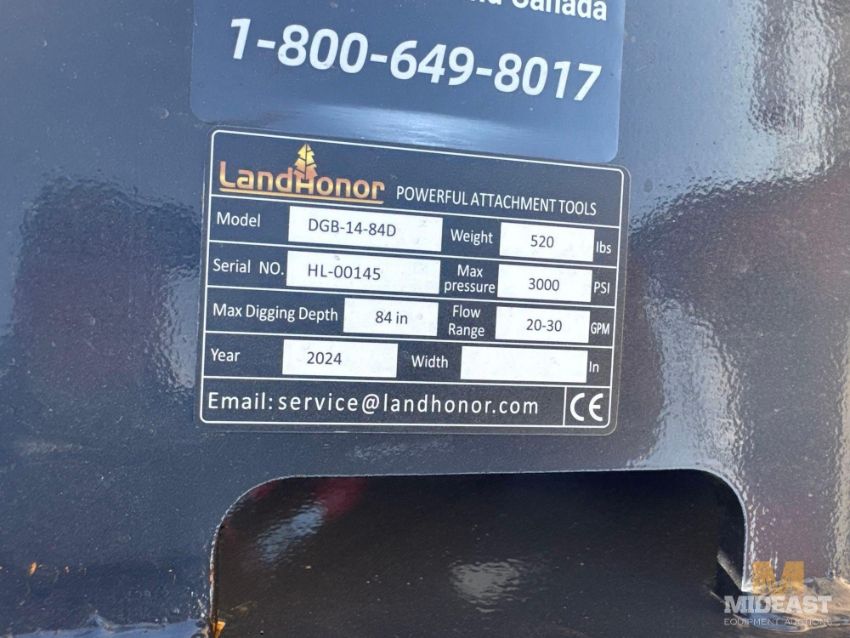 Canada
1-800-649-8017
LandHonor POWERFUL ATTACHMENT TOOLS
Model DGB-14-84D Weight 520 lbs
Serial NO. HL-00145 Max pressure 3000 PSI
Max Digging Depth 84 in Flow Range 20-30 GPM
Year 2024 Width In
Email: service@landhonor.com CE
MIDEAST
EQUIPMENT AUCTIONS